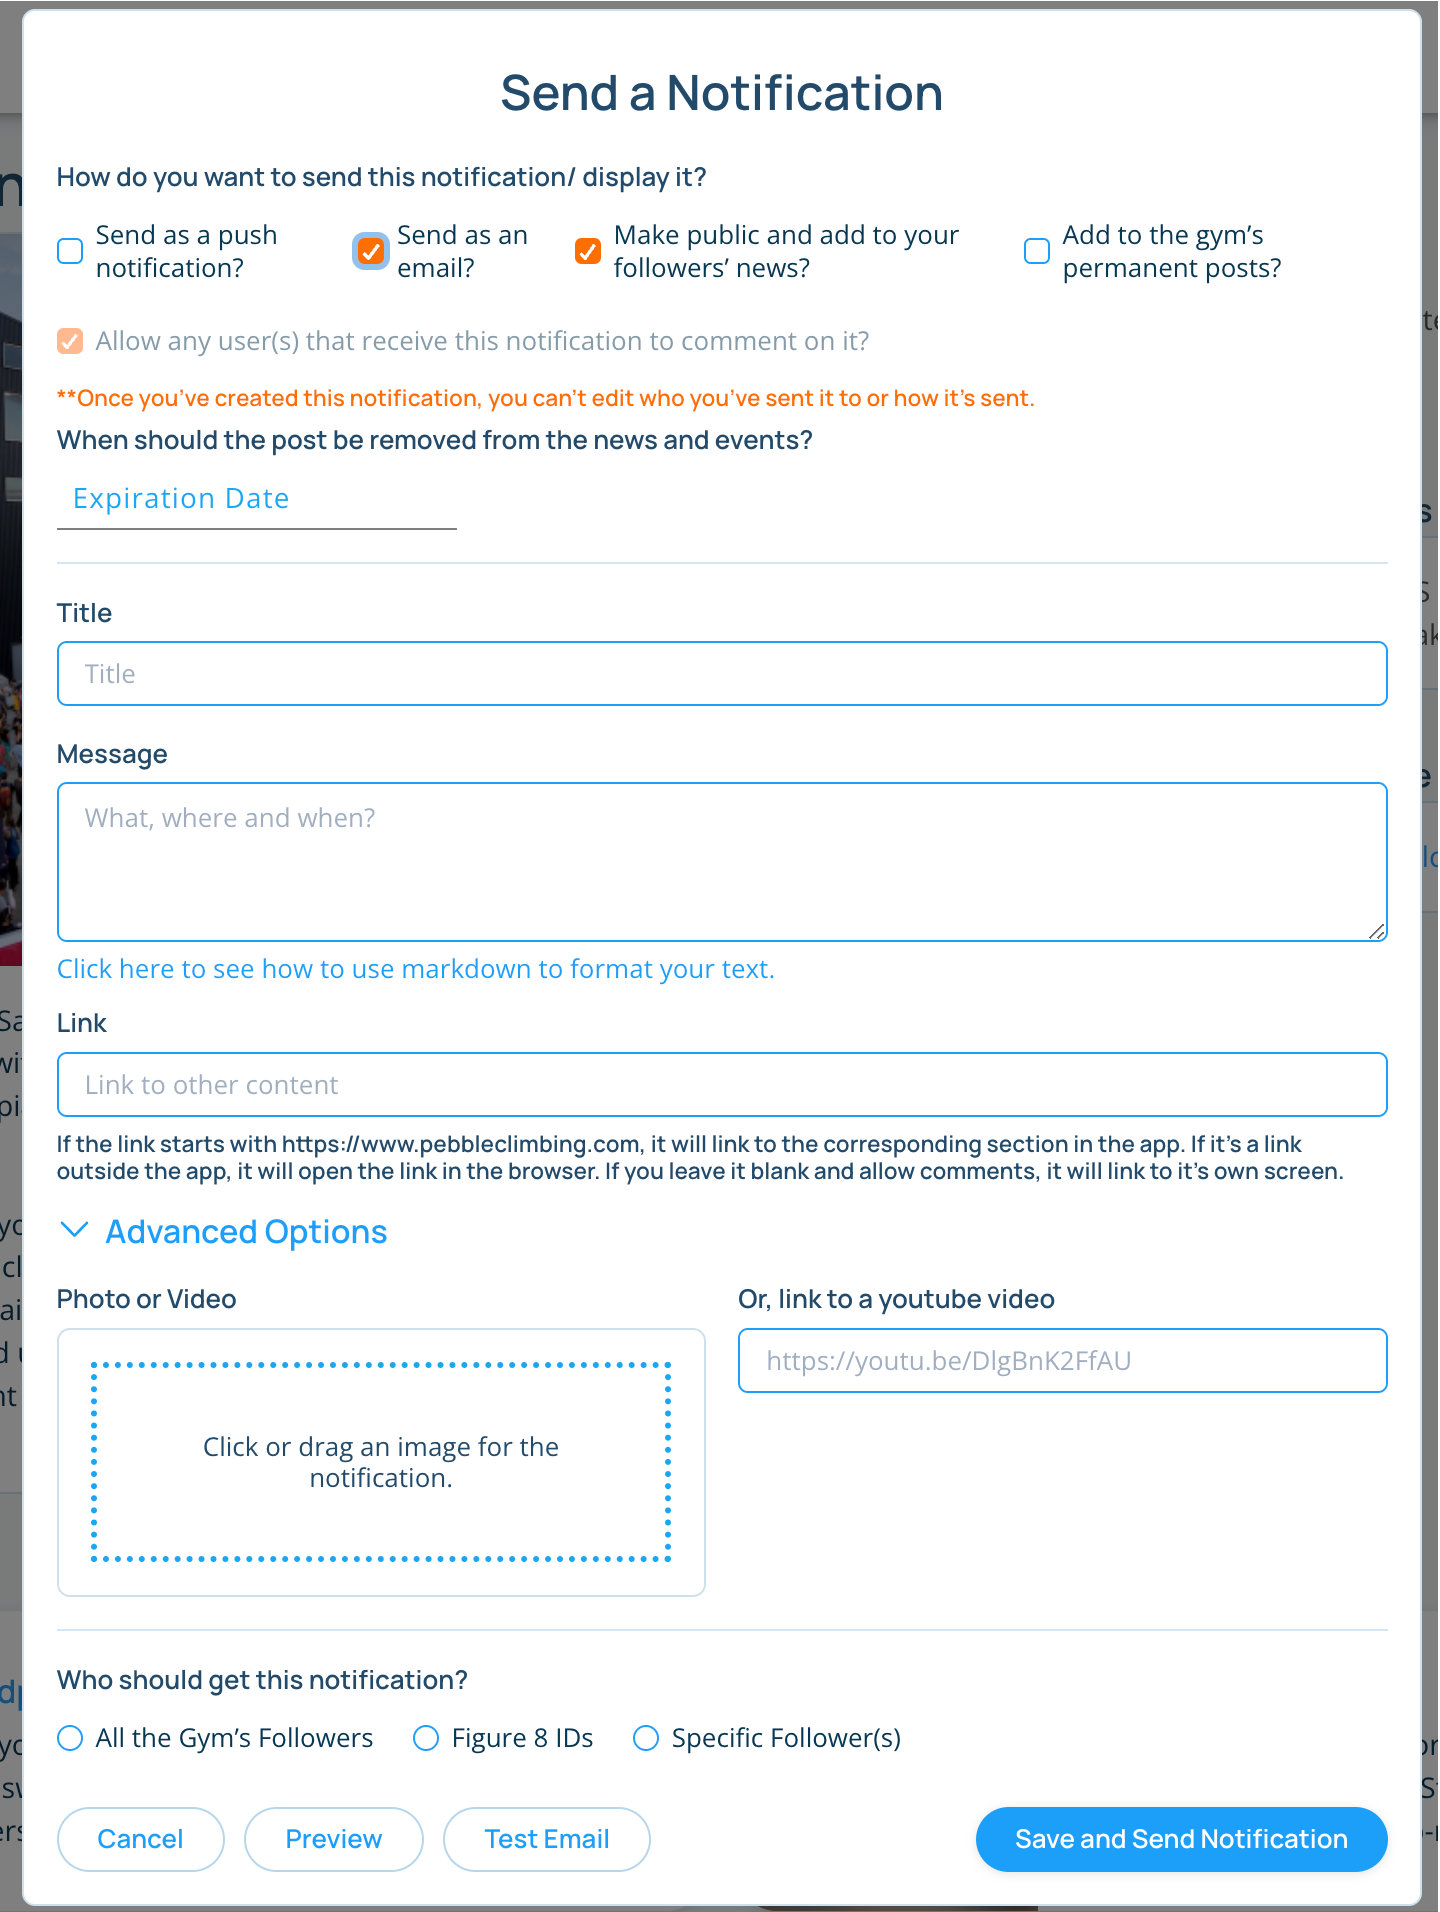 Send a Notification
How do you want to send this notification/ display it?
Send as a push
notification?
Send as an
email?
Make public and add to your
followers' news?
Add to the gym's
permanent posts?
Allow any user(s) that receive this notification to comment on it?
**Once you've created this notification, you can't edit who you've sent it to or how it's sent.
When should the post be removed from the news and events?
Expiration Date
Title
Title
Message
What, where and when?
Click here to see how to use markdown to format your text.
Link
Link to other content
If the link starts with https://www.pebbleclimbing.com, it will link to the corresponding section in the app. If it's a link
outside the app, it will open the link in the browser. If you leave it blank and allow comments, it will link to it's own screen.
Advanced Options
Photo or Video
Or, link to a youtube video
https://youtu.be/DlgBnK2FfAU
Click or drag an image for the
notification.
Who should get this notification?
All the Gym's Followers
Figure 8 IDs
Specific Follower(s)
Cancel
Preview
Test Email
Save and Send Notification